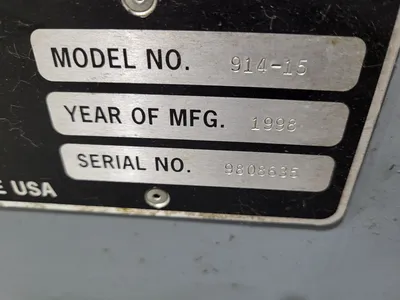 MODEL NO. 914-15
YEAR OF MFG. 1998
SERIAL NO.
E USA